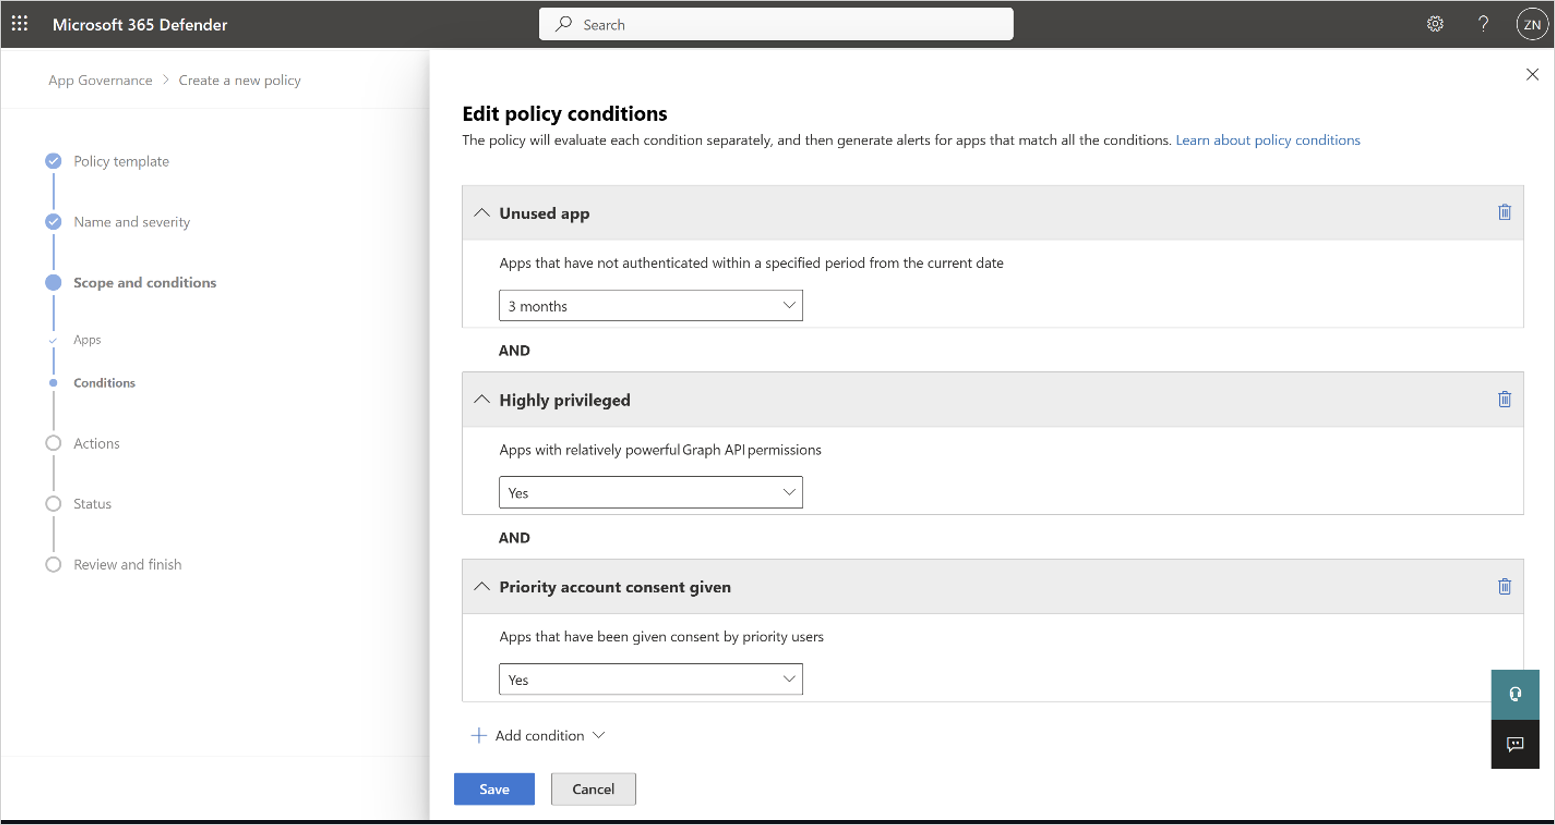 Microsoft 365 Defender
Search
?
ZN
App Governance > Create a new policy
Policy template
Name and severity
Scope and conditions
Apps
Conditions
Actions
Status
Review and finish
Edit policy conditions
The policy will evaluate each condition separately, and then generate alerts for apps that match all the conditions. Learn about policy conditions
Unused app
Apps that have not authenticated within a specified period from the current date
3 months
AND
Highly privileged
Apps with relatively powerful Graph API permissions
Yes
AND
Priority account consent given
Apps that have been given consent by priority users
Yes
Add condition
Save
Cancel